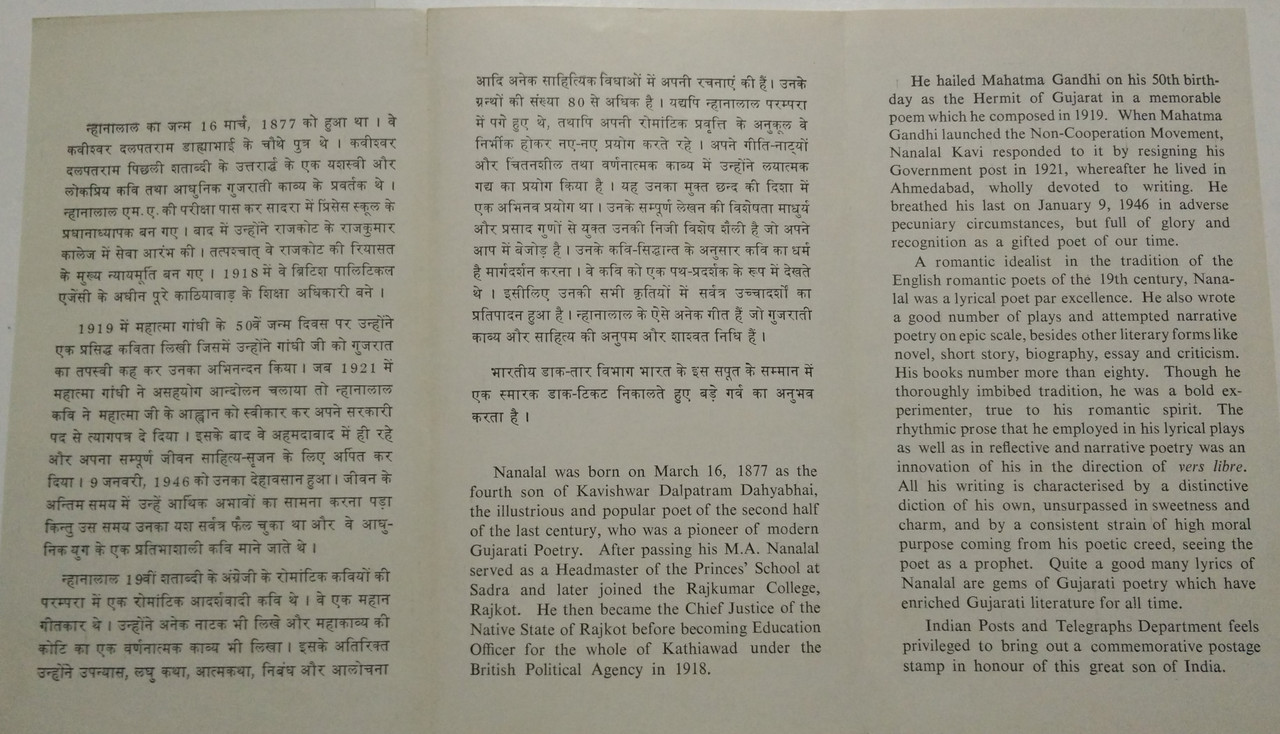 न्हानालाल का जन्म 16 मार्च, 1877 को हुआ था । वे
कवीश्वर दलपतराम डाह्याभाई के चौथे पुत्र थे । कवीश्वर
दलपतराम पिछली शताब्दी के उत्तरार्द्ध के एक यशस्वी और
लोकप्रिय कवि तथा आधुनिक गुजराती काव्य के प्रवर्तक थे ।
न्हानालाल एम.ए. की परीक्षा पास कर सादरा में प्रिंसेस स्कूल के
प्रधानाध्यापक बन गए । बाद में उन्होंने राजकोट के राजकुमार
कालेज में सेवा आरंभ की । तत्पश्चात् वे राजकोट की रियासत
के मुख्य न्यायमूर्ति बन गए । 1918 में वे ब्रिटिश पालिटिकल
एजेंसी के अधीन पूरे काठियावाड़ के शिक्षा अधिकारी बने ।
1919 में महात्मा गांधी के 50वें जन्म दिवस पर उन्होंने
एक प्रसिद्ध कविता लिखी जिसमें उन्होंने गांधी जी को गुजरात
का तपस्वी कह कर उनका अभिनन्दन किया । जब 1921 में
महात्मा गांधी ने असहयोग आन्दोलन चलाया तो न्हानालाल
कवि ने महात्मा जी के आह्वान को स्वीकार कर अपने सरकारी
पद से त्यागपत्र दे दिया । इसके बाद वे अहमदाबाद में ही रहे
और अपना सम्पूर्ण जीवन साहित्य-सृजन के लिए अर्पित कर
दिया । 9 जनवरी, 1946 को उनका देहावसान हुआ । जीवन के
अन्तिम समय में उन्हें आर्थिक अभावों का सामना करना पड़ा
किन्तु उस समय उनका यश सर्वत्र फैल चुका था और वे आधु-
निक युग के एक प्रतिभाशाली कवि माने जाते थे ।
न्हानालाल 19वीं शताब्दी के अंग्रेजी के रोमांटिक कवियों की
परम्परा में एक रोमांटिक आदर्शवादी कवि थे । वे एक महान
गीतकार थे । उन्होंने अनेक नाटक भी लिखे और महाकाव्य की
कोटि का एक वर्णनात्मक काव्य भी लिखा । इसके अतिरिक्त
उन्होंने उपन्यास, लघु कथा, आत्मकथा, निबंध और आलोचना
आदि अनेक साहित्यिक विधाओं में अपनी रचनाएं की हैं । उनके
ग्रन्थों की संख्या 80 से अधिक है । यद्यपि न्हानालाल परम्परा
में पगे हुए थे, तथापि अपनी रोमांटिक प्रवृत्ति के अनुकूल वे
निर्भीक होकर नए-नए प्रयोग करते रहे । अपने गीति-नाट्यों
और चिंतनशील तथा वर्णनात्मक काव्य में उन्होंने लयात्मक
गद्य का प्रयोग किया है । यह उनका मुक्त छन्द की दिशा में
एक अभिनव प्रयोग था । उनके सम्पूर्ण लेखन की विशेषता माधुर्य
और प्रसाद गुणों से युक्त उनकी निजी विशेष शैली है जो अपने
आप में बेजोड़ है । उनके कवि-सिद्धान्त के अनुसार कवि का धर्म
है मार्गदर्शन करना । वे कवि को एक पथ-प्रदर्शक के रूप में देखते
थे । इसीलिए उनकी सभी कृतियों में सर्वत्र उच्चादर्शों का
प्रतिपादन हुआ है । न्हानालाल के ऐसे अनेक गीत हैं जो गुजराती
काव्य और साहित्य की अनुपम और शाश्वत निधि हैं ।
भारतीय डाक-तार विभाग भारत के इस सपूत के सम्मान में
एक स्मारक डाक-टिकट निकालते हुए बड़े गर्व का अनुभव
करता है ।
Nanalal was born on March 16, 1877 as the
fourth son of Kavishwar Dalpatram Dahyabhai,
the illustrious and popular poet of the second half
of the last century, who was a pioneer of modern
Gujarati Poetry. After passing his M.A. Nanalal
served as a Headmaster of the Princes' School at
Sadra and later joined the Rajkumar College,
Rajkot. He then became the Chief Justice of the
Native State of Rajkot before becoming Education
Officer for the whole of Kathiawad under the
British Political Agency in 1918.
He hailed Mahatma Gandhi on his 50th birth-
day as the Hermit of Gujarat in a memorable
poem which he composed in 1919. When Mahatma
Gandhi launched the Non-Cooperation Movement,
Nanalal Kavi responded to it by resigning his
Government post in 1921, whereafter he lived in
Ahmedabad, wholly devoted to writing. He
breathed his last on January 9, 1946 in adverse
pecuniary circumstances, but full of glory and
recognition as a gifted poet of our time.
A romantic idealist in the tradition of the
English romantic poets of the 19th century, Nana-
lal was a lyrical poet par excellence. He also wrote
a good number of plays and attempted narrative
poetry on epic scale, besides other literary forms like
novel, short story, biography, essay and criticism.
His books number more than eighty. Though he
thoroughly imbibed tradition, he was a bold ex-
perimenter, true to his romantic spirit. The
rhythmic prose that he employed in his lyrical plays
as well as in reflective and narrative poetry was an
innovation of his in the direction of vers libre.
All his writing is characterised by a distinctive
diction of his own, unsurpassed in sweetness and
charm, and by a consistent strain of high moral
purpose coming from his poetic creed, seeing the
poet as a prophet. Quite a good many lyrics of
Nanalal are gems of Gujarati poetry which have
enriched Gujarati literature for all time.
Indian Posts and Telegraphs Department feels
privileged to bring out a commemorative postage
stamp in honour of this great son of India.